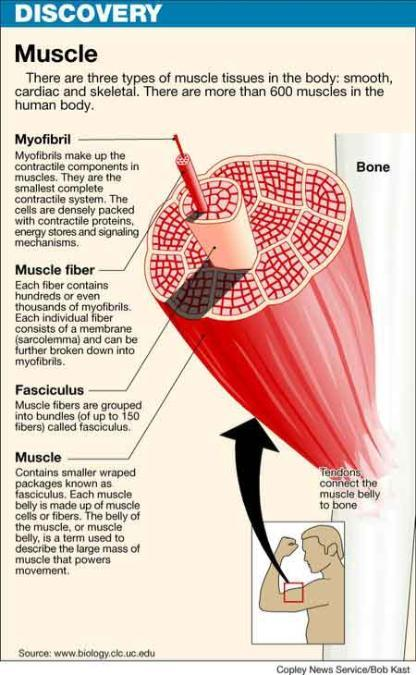 DISCOVERY
Muscle
There are three types of muscle tissues in the body: smooth,
cardiac and skeletal. There are more than 600 muscles in the
human body.
Myofibril
Myofibrils make up the
contractile components in
muscles. They are the
smallest complete
contractile system. The
cells are densely packed
with contractile proteins,
energy stores and signaling
mechanisms.
Bone
Muscle fiber
Each fiber contains
hundreds or even
thousands of myofibrils.
Each individual fiber
consists of a membrane
(sarcolemma) and can be
further broken down into
myofibrils.
Fasciculus
Muscle fibers are grouped
into bundles (of up to 150
fibers) called fasciculus.
Muscle
Contains smaller wraped
packages known as
fasciculus. Each muscle
belly is made up of muscle
cells or fibers. The belly of
the muscle, or muscle
belly, is a term used to
describe the large mass of
muscle that powers
movement.
Tendons
connect the
muscle belly
to bone
Source: www.biology.clc.uc.edu
Copley News Service/Bob Kast